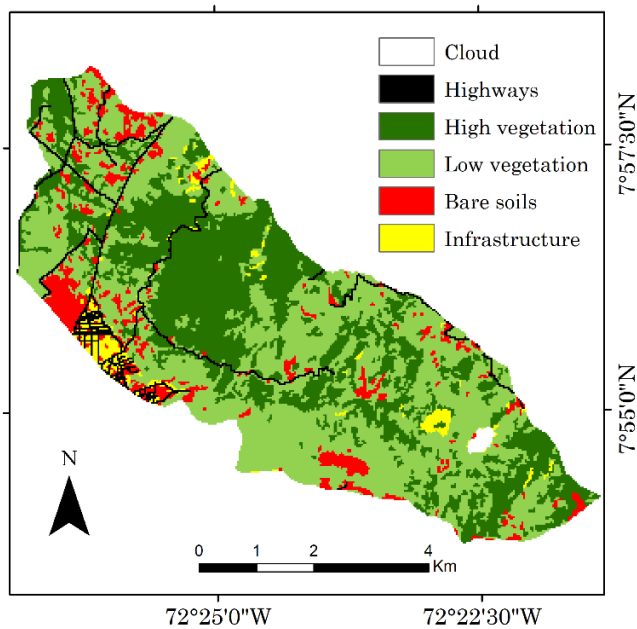 Cloud
Highways
High vegetation
Low vegetation
Bare soils
Infrastructure
7°57'30"N
7°55'0"N
N
0 1 2 4
Km
72°25'0"W 72°22'30"W